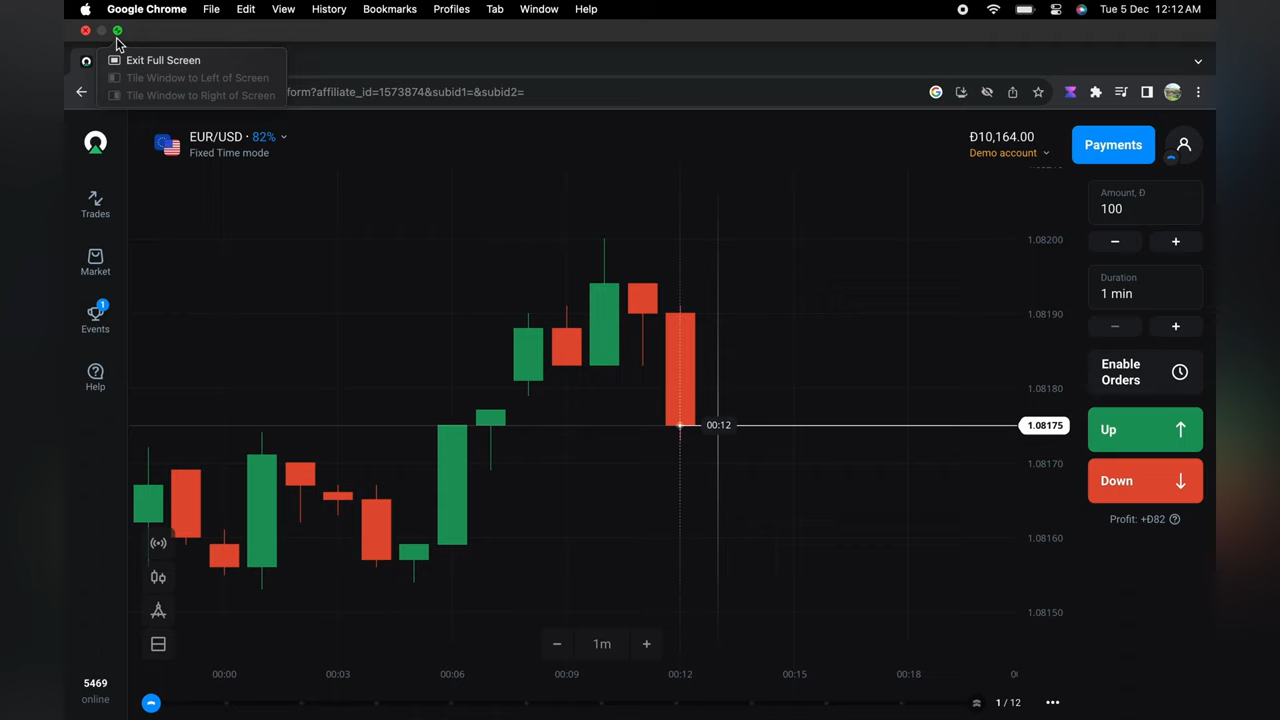 Google Chrome File Edit View History Bookmarks Profiles Tab Window Help Tue 5 Dec 12:12 AM
Exit Full Screen
Tile Window to Left of Screen
Tile Window to Right of Screen
form?affiliate_id=1573874&subid1=&subid2=
EUR/USD · 82%
Fixed Time mode
Đ10,164.00
Demo account
Payments
Trades
Market
1
Events
Help
5469
online
Amount, Đ
100
Duration
1 min
Enable
Orders
Up
Down
Profit: +Đ82
1.08200
1.08190
1.08180
1.08175
1.08170
1.08160
1.08150
00:12
1m
00:00 00:03 00:06 00:09 00:12 00:15 00:18
1 / 12